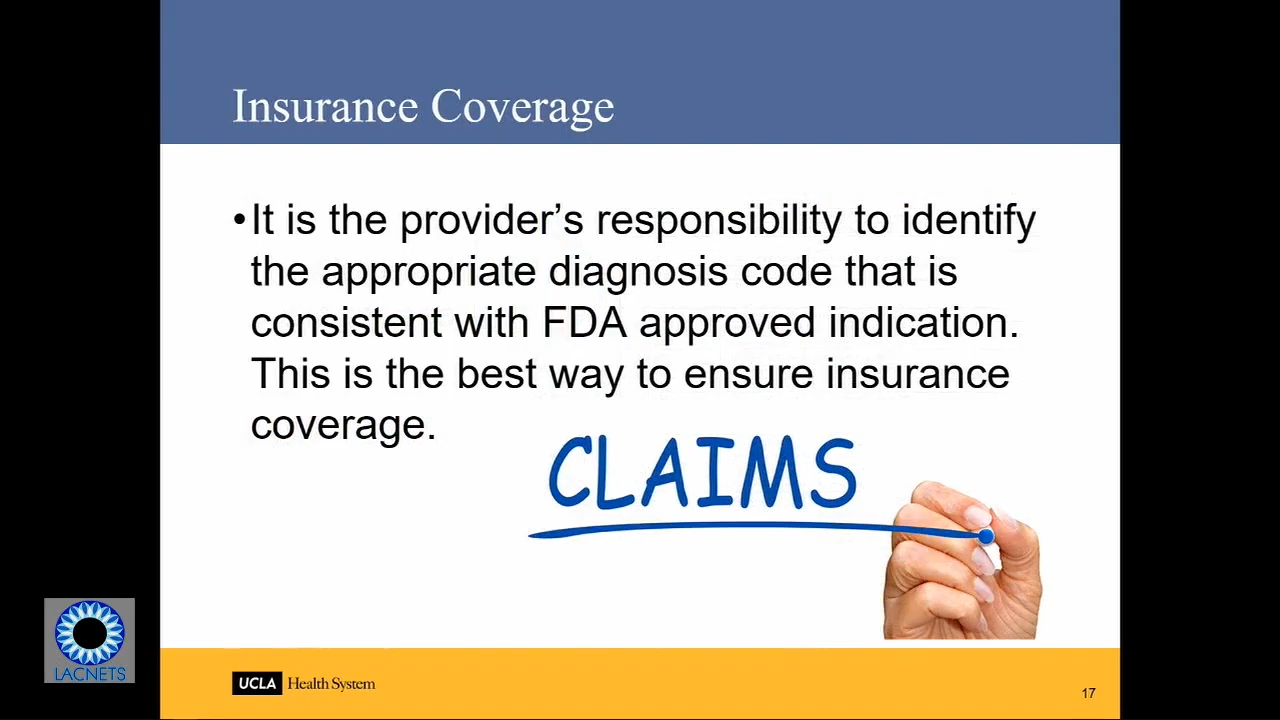 Insurance Coverage
•It is the provider’s responsibility to identify
the appropriate diagnosis code that is
consistent with FDA approved indication.
This is the best way to ensure insurance
coverage.
CLAIMS
LACNETS
UCLA Health System
17